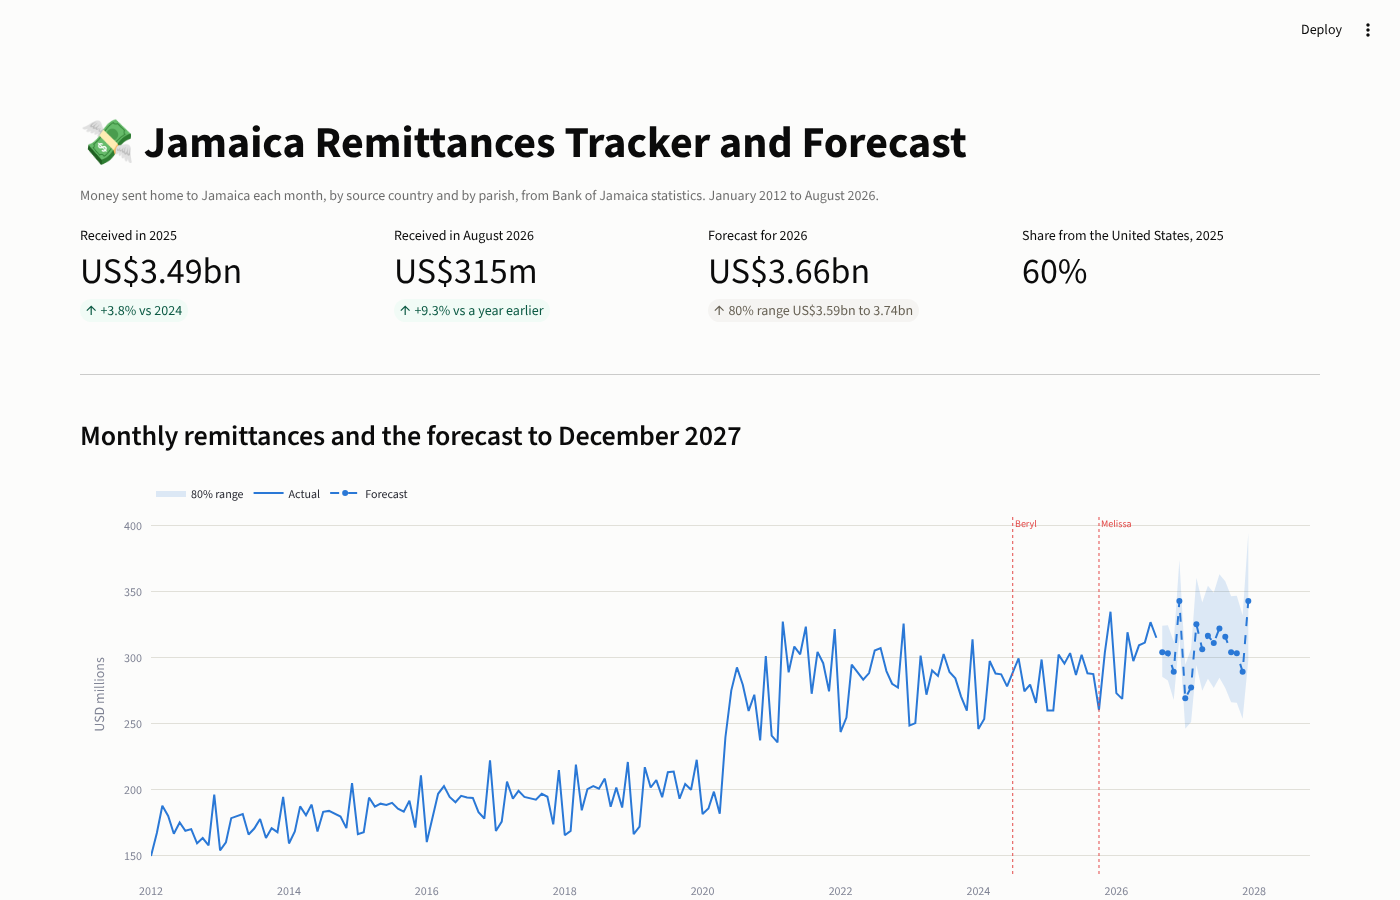 Deploy
💸 Jamaica Remittances Tracker and Forecast
Money sent home to Jamaica each month, by source country and by parish, from Bank of Jamaica statistics. January 2012 to August 2026.
Received in 2025
US$3.49bn
↑ +3.8% vs 2024
Received in August 2026
US$315m
↑ +9.3% vs a year earlier
Forecast for 2026
US$3.66bn
↑ 80% range US$3.59bn to 3.74bn
Share from the United States, 2025
60%
Monthly remittances and the forecast to December 2027
80% range Actual Forecast
Beryl Melissa
400
350
300
250
200
150
USD millions
2012 2014 2016 2018 2020 2022 2024 2026 2028